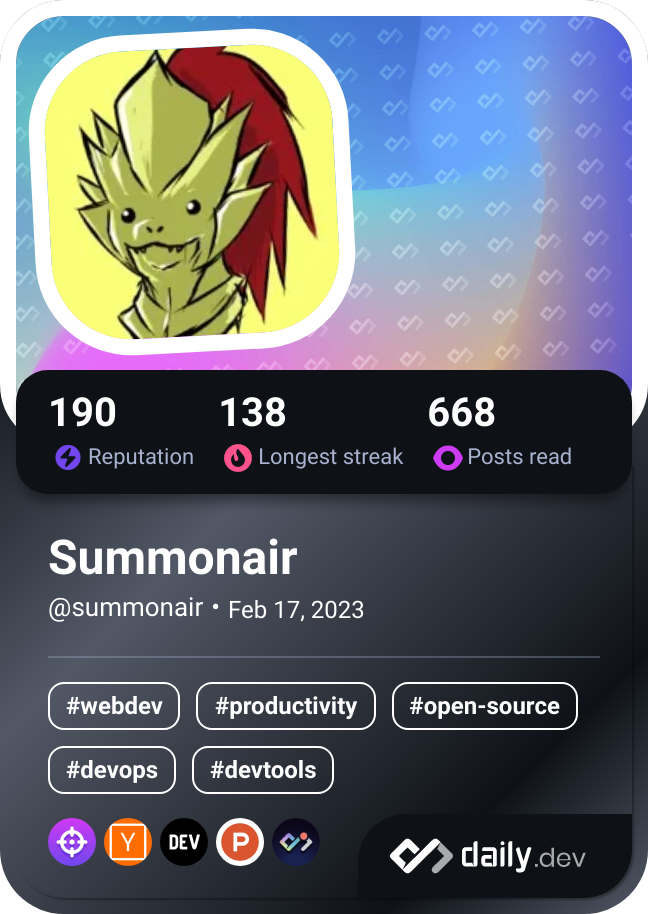 190 138 668
Reputation Longest streak Posts read
Summonair
@summonair • Feb 17, 2023
#webdev #productivity #open-source
#devops #devtools
Y DEV P
daily.dev